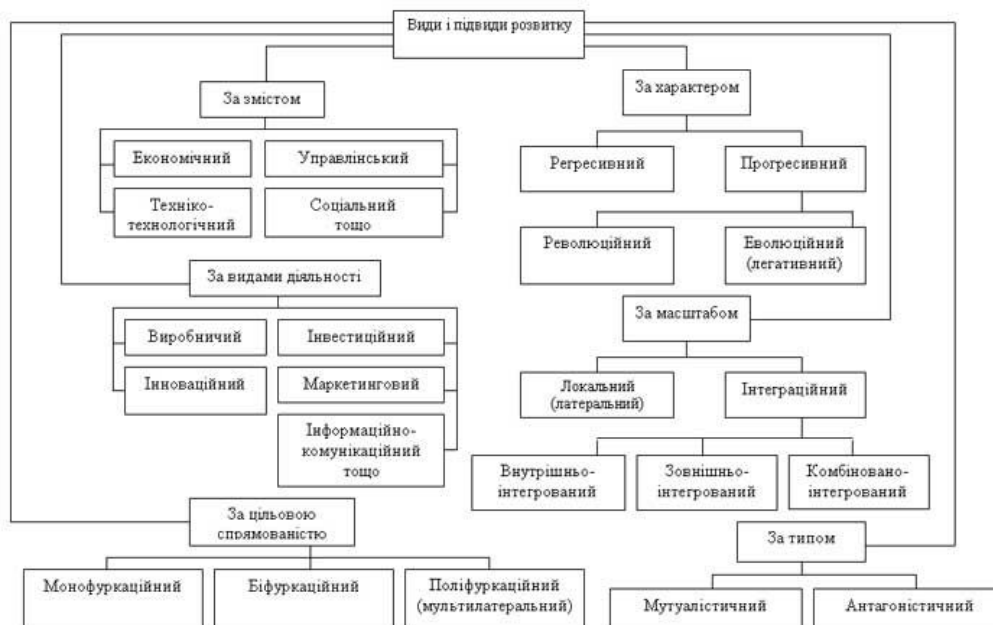 Види і підвиди розвитку
За змістом
Економічний
Управлінський
Техніко-
технологічний
Соціальний
тощо
За видами діяльності
Виробничий
Інвестиційний
Інноваційний
Маркетинговий
Інформаційно-
комунікаційний
тощо
За цільовою
спрямованістю
Монофуркаційний
Біфуркаційний
Поліфуркаційний
(мультилатеральний)
За характером
Регресивний
Прогресивний
Революційний
Еволюційний
(легативний)
За масштабом
Локальний
(латеральний)
Інтеграційний
Внутрішньо-
інтегрований
Зовнішньо-
інтегрований
Комбіновано-
інтегрований
За типом
Мутуалістичний
Антагоністичний